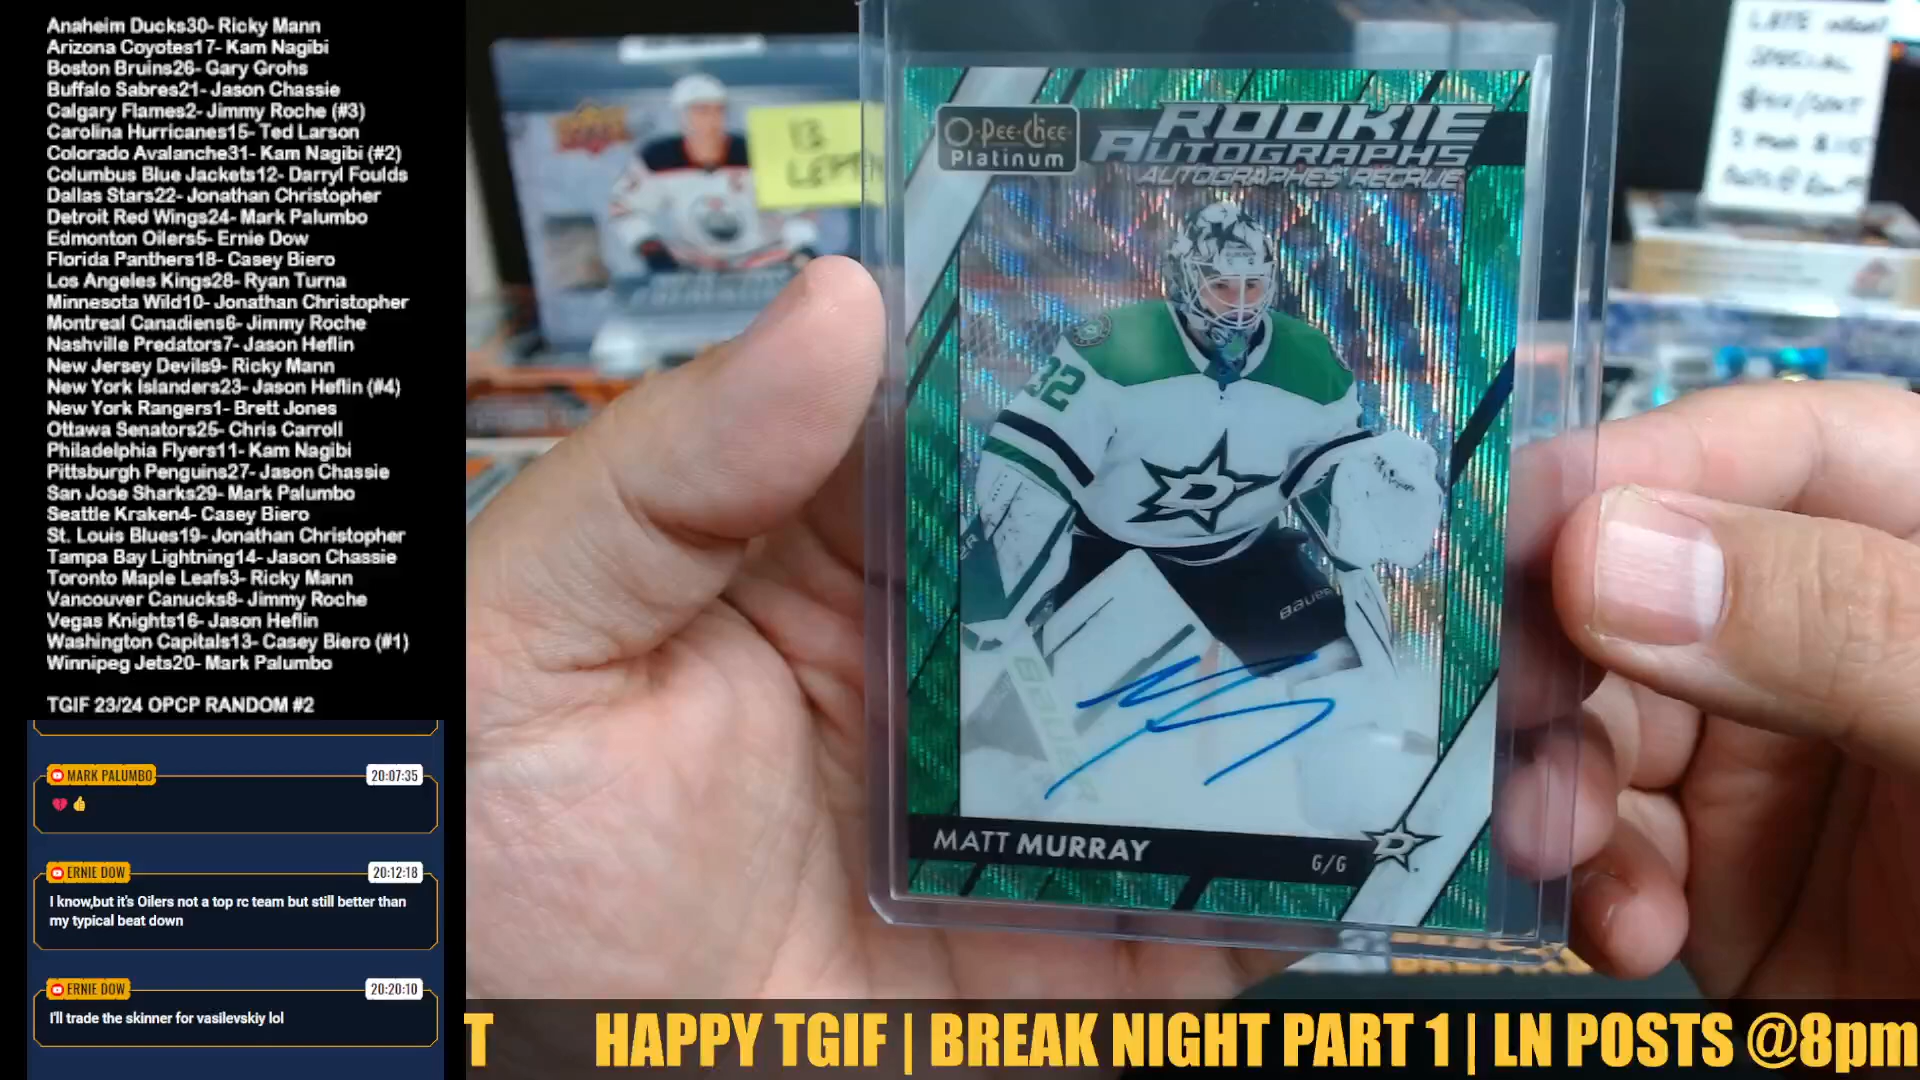 Anaheim Ducks30- Ricky Mann
Arizona Coyotes17- Kam Nagibi
Boston Bruins26- Gary Grohs
Buffalo Sabres21- Jason Chassie
Calgary Flames2- Jimmy Roche (#3)
Carolina Hurricanes15- Ted Larson
Colorado Avalanche31- Kam Nagibi (#2)
Columbus Blue Jackets12- Darryl Foulds
Dallas Stars22- Jonathan Christopher
Detroit Red Wings24- Mark Palumbo
Edmonton Oilers5- Ernie Dow
Florida Panthers18- Casey Biero
Los Angeles Kings28- Ryan Turna
Minnesota Wild10- Jonathan Christopher
Montreal Canadiens6- Jimmy Roche
Nashville Predators7- Jason Heflin
New Jersey Devils9- Ricky Mann
New York Islanders23- Jason Heflin (#4)
New York Rangers1- Brett Jones
Ottawa Senators25- Chris Carroll
Philadelphia Flyers11- Kam Nagibi
Pittsburgh Penguins27- Jason Chassie
San Jose Sharks29- Mark Palumbo
Seattle Kraken4- Casey Biero
St. Louis Blues19- Jonathan Christopher
Tampa Bay Lightning14- Jason Chassie
Toronto Maple Leafs3- Ricky Mann
Vancouver Canucks8- Jimmy Roche
Vegas Knights16- Jason Heflin
Washington Capitals13- Casey Biero (#1)
Winnipeg Jets20- Mark Palumbo
TGIF 23/24 OPCP RANDOM #2
MARK PALUMBO 20:07:35
ERNIE DOW 20:12:18
I know,but it's Oilers not a top rc team but still better than
my typical beat down
ERNIE DOW 20:20:10
I'll trade the skinner for vasilevskiy lol
O-Pee-Chee
Platinum
ROOKIE
AUTOGRAPHS
AUTOGRAPHES RECRUE
32
D
BAUER
BAUER
MATT MURRAY
G/G
D
13
LATE NIGHT
SPECIAL
T HAPPY TGIF | BREAK NIGHT PART 1 | LN POSTS @8pm